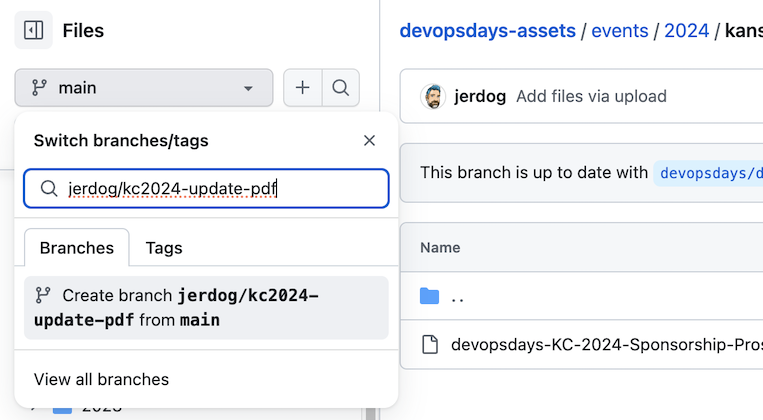 Files
devopsdays-assets / events / 2024 / kans
main
jerdog Add files via upload
Switch branches/tags
This branch is up to date with devopsdays/d
jerdog/kc2024-update-pdf
Branches
Tags
Name
Create branch jerdog/kc2024-
update-pdf from main
..
devopsdays-KC-2024-Sponsorship-Pros
View all branches